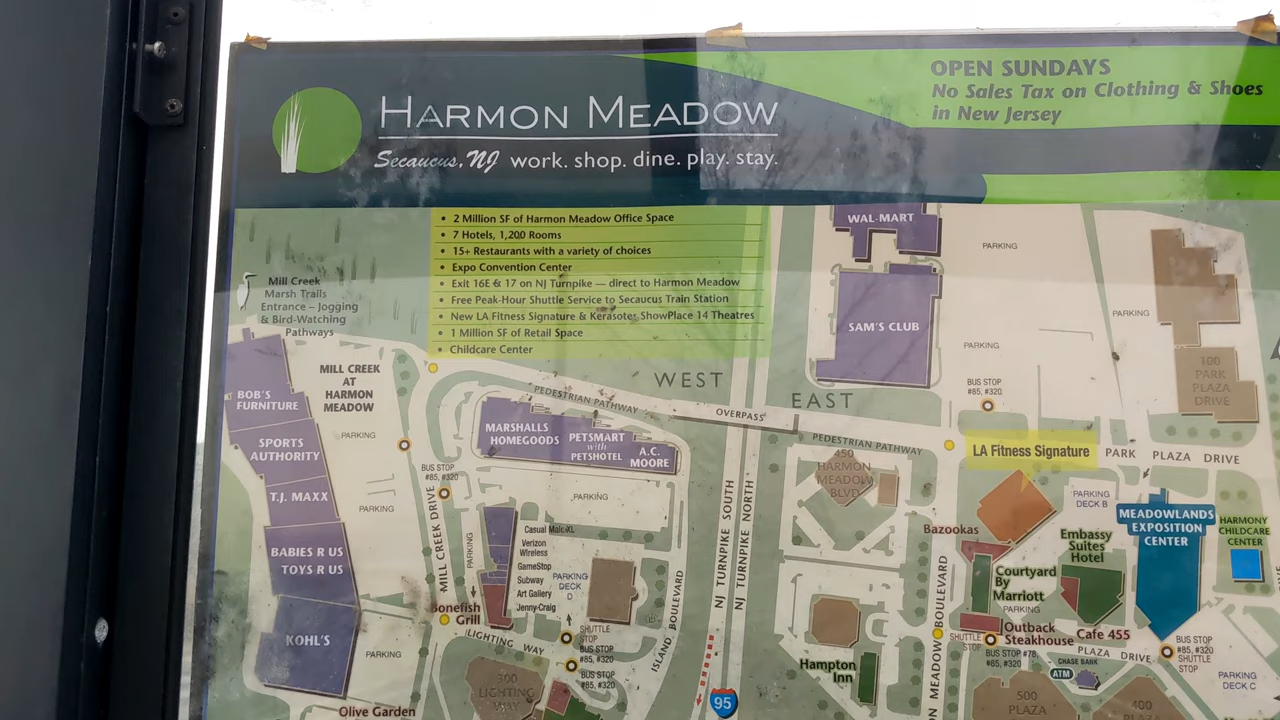 OPEN SUNDAYS
No Sales Tax on Clothing & Shoes
in New Jersey
HARMON MEADOW
Secaucus, NJ work. shop. dine. play. stay.
• 2 Million SF of Harmon Meadow Office Space
• 7 Hotels, 1,200 Rooms
• 15+ Restaurants with a variety of choices
• Expo Convention Center
• Exit 16E & 17 on NJ Turnpike — direct to Harmon Meadow
• Free Peak-Hour Shuttle Service to Secaucus Train Station
• New LA Fitness Signature & Kerasotes ShowPlace 14 Theatres
• 1 Million SF of Retail Space
• Childcare Center
Mill Creek
Marsh Trails
Entrance – Jogging
& Bird-Watching
Pathways
WAL-MART
PARKING
SAM'S CLUB
PARKING
PARKING
100
PARK
PLAZA
DRIVE
BUS STOP
#85, #320
MILL CREEK
AT
HARMON
MEADOW
BOB'S
FURNITURE
PARKING
SPORTS
AUTHORITY
T.J. MAXX
PARKING
BABIES R US
TOYS R US
KOHL'S
PARKING
Olive Garden
WEST
EAST
PEDESTRIAN PATHWAY
OVERPASS
PEDESTRIAN PATHWAY
MARSHALLS
HOMEGOODS
PETSMART
with
PETSHOTEL
A.C.
MOORE
BUS STOP
#85, #320
PARKING
MILL CREEK DRIVE
PARKING
Casual Male XL
Verizon
Wireless
GameStop
Subway
Art Gallery
Jenny-Craig
PARKING
DECK
D
Bonefish
Grill
LIGHTING WAY
SHUTTLE
STOP
BUS STOP
#85, #320
BUS STOP
#85, #320
300
LIGHTING
WAY
ISLAND BOULEVARD
NJ TURNPIKE SOUTH
NJ TURNPIKE NORTH
95
450
HARMON
MEADOW
BLVD
LA Fitness Signature
PARK PLAZA DRIVE
PARKING
DECK B
MEADOWLANDS
EXPOSITION
CENTER
HARMONY
CHILDCARE
CENTER
Bazookas
Embassy
Suites
Hotel
Courtyard
By
Marriott
PARKING
Outback
Steakhouse
Cafe 455
SHUTTLE
STOP
BUS STOP #78,
#85, #320
PLAZA DRIVE
BUS STOP
#85, #320
SHUTTLE
STOP
CHASE BANK
ATM
Hampton
Inn
ON MEADOW BOULEVARD
500
PLAZA
400
PARKING
DECK C